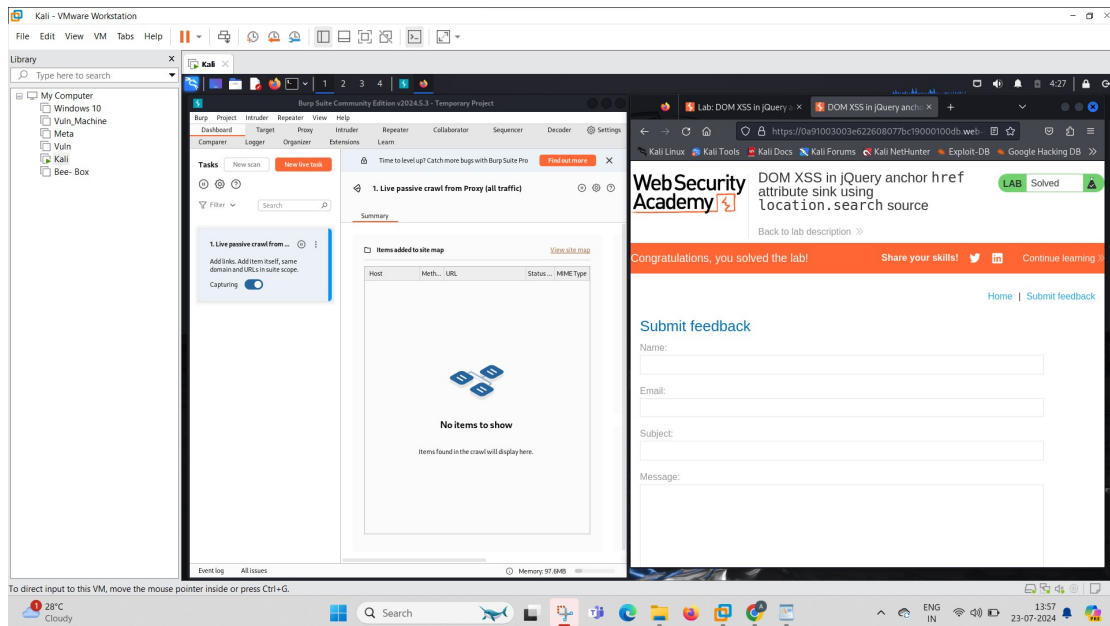 Kali - VMware Workstation
File Edit View VM Tabs Help
Library
Type here to search
My Computer
Windows 10
Vuln_Machine
Meta
Vuln
Kali
Bee- Box
Kali
1 2 3 4
4:27
Burp Suite Community Edition v2024.5.3 - Temporary Project
Burp Project Intruder Repeater View Help
Dashboard Target Proxy Intruder Repeater Collaborator Sequencer Decoder Settings
Comparer Logger Organizer Extensions Learn
Tasks New scan New live task
Filter Search
1. Live passive crawl from ...
Add links. Add item itself, same
domain and URLs in suite scope.
Capturing
Time to level up? Catch more bugs with Burp Suite Pro Find out more
1. Live passive crawl from Proxy (all traffic)
Summary
Items added to site map View site map
Host Meth... URL Status ... MIME Type
No items to show
Items found in the crawl will display here.
Event log All issues Memory: 97.6MB
Lab: DOM XSS in jQuery a DOM XSS in jQuery ancho
https://0a91003003e622608077bc19000100db.web-
Kali Linux Kali Tools Kali Docs Kali Forums Kali NetHunter Exploit-DB Google Hacking DB
WebSecurity
Academy
DOM XSS in jQuery anchor href
attribute sink using
location.search source
LAB Solved
Back to lab description
Congratulations, you solved the lab! Share your skills! Continue learning
Home | Submit feedback
Submit feedback
Name:
Email:
Subject:
Message:
To direct input to this VM, move the mouse pointer inside or press Ctrl+G.
1
28°C
Cloudy
Search
ENG
IN
13:57
23-07-2024
PRE